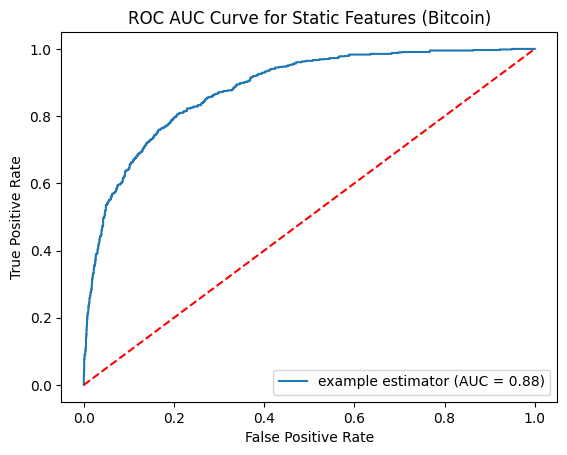 ROC AUC Curve for Static Features (Bitcoin)
True Positive Rate
1.0
0.8
0.6
0.4
0.2
0.0
example estimator (AUC = 0.88)
0.0 0.2 0.4 0.6 0.8 1.0
False Positive Rate